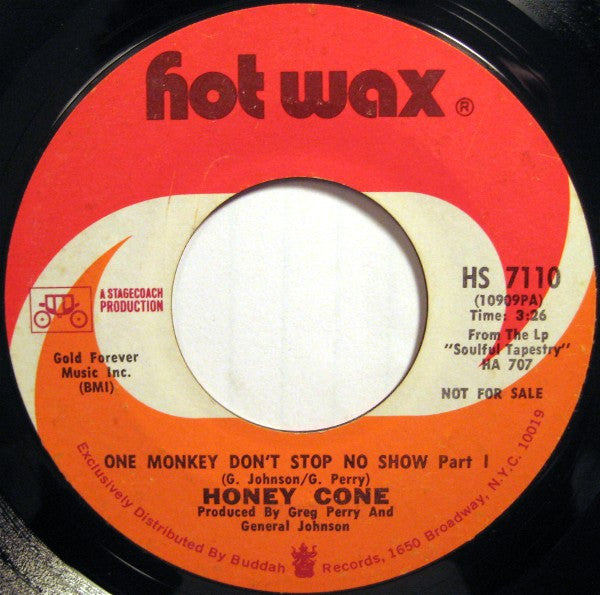 hot wax ®
HS 7110
(10909PA)
Time: 3:26
From The Lp
"Soulful Tapestry"
HA 707
NOT FOR SALE
A STAGECOACH
PRODUCTION
Gold Forever
Music Inc.
(BMI)
ONE MONKEY DON'T STOP NO SHOW Part I
(G. Johnson/G. Perry)
HONEY CONE
Produced By Greg Perry And
General Johnson
Exclusively Distributed By Buddah Records, 1650 Broadway, N.Y.C. 10019